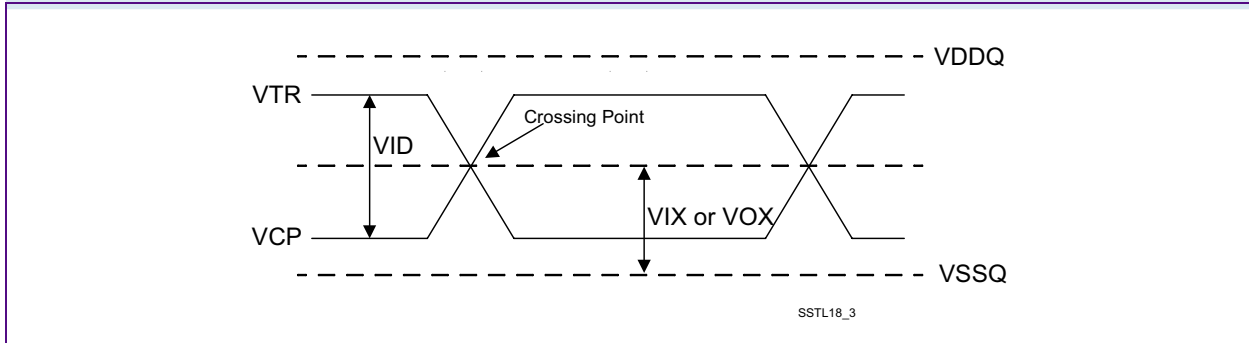 VDDQ
VTR
Crossing Point
VID
VIX or VOX
VCP
VSSQ
SSTL18_3